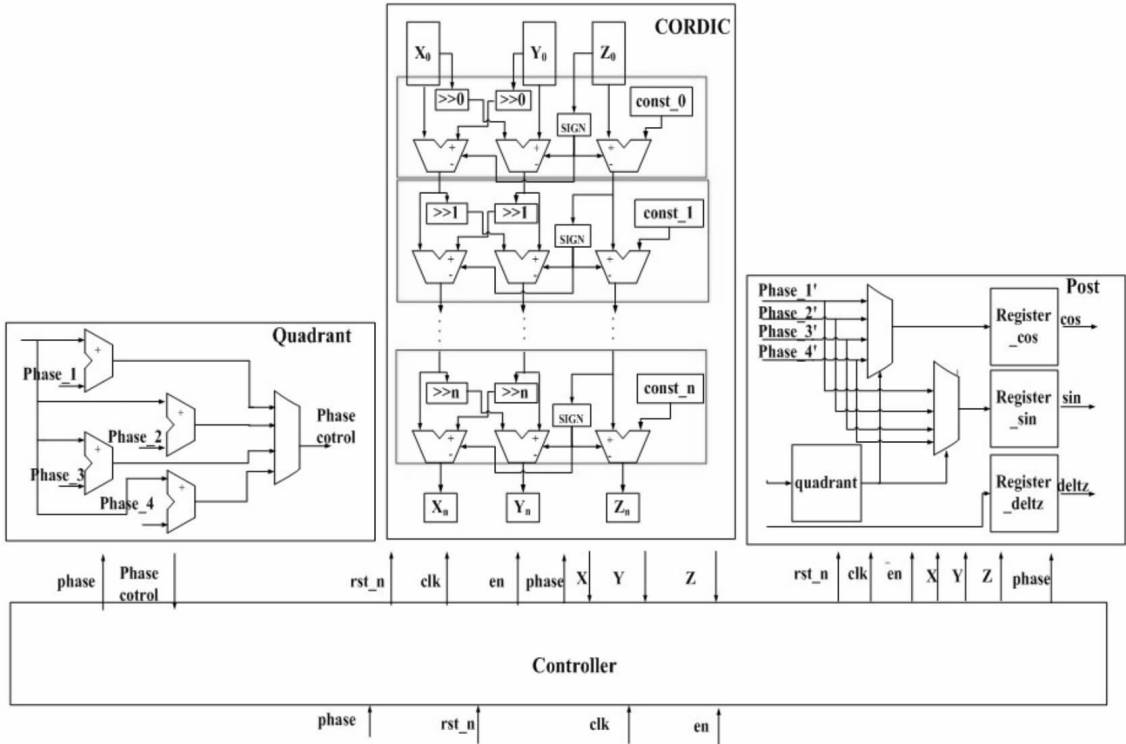 CORDIC
X₀ Y₀ Z₀
>>0 >>0 const_0
SIGN
+ + +
- - -
>>1 >>1 const_1
SIGN
+ + +
- - -
>>n >>n const_n
SIGN
+ + +
- - -
Xₙ Yₙ Zₙ
Quadrant
+
Phase_1
+
Phase_2
+
Phase_3
+
Phase_4
Phase
cotrol
Post
Phase_1'
Phase_2'
Phase_3'
Phase_4'
Register
_cos
cos
Register
_sin
sin
quadrant
Register
_deltz
deltz
phase
Phase
cotrol
rst_n clk en phase X Y Z
rst_n clk en X Y Z phase
Controller
phase rst_n clk en